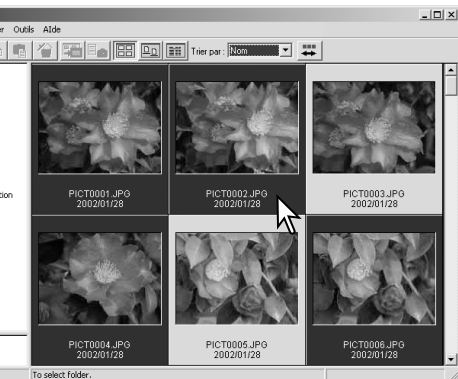 r Outils AIde
Trier par : Nom
PICT0001.JPG
2002/01/28
PICT0002.JPG
2002/01/28
PICT0003.JPG
2002/01/28
tion
PICT0004.JPG
2002/01/28
PICT0005.JPG
2002/01/28
PICT0006.JPG
2002/01/28
To select folder.